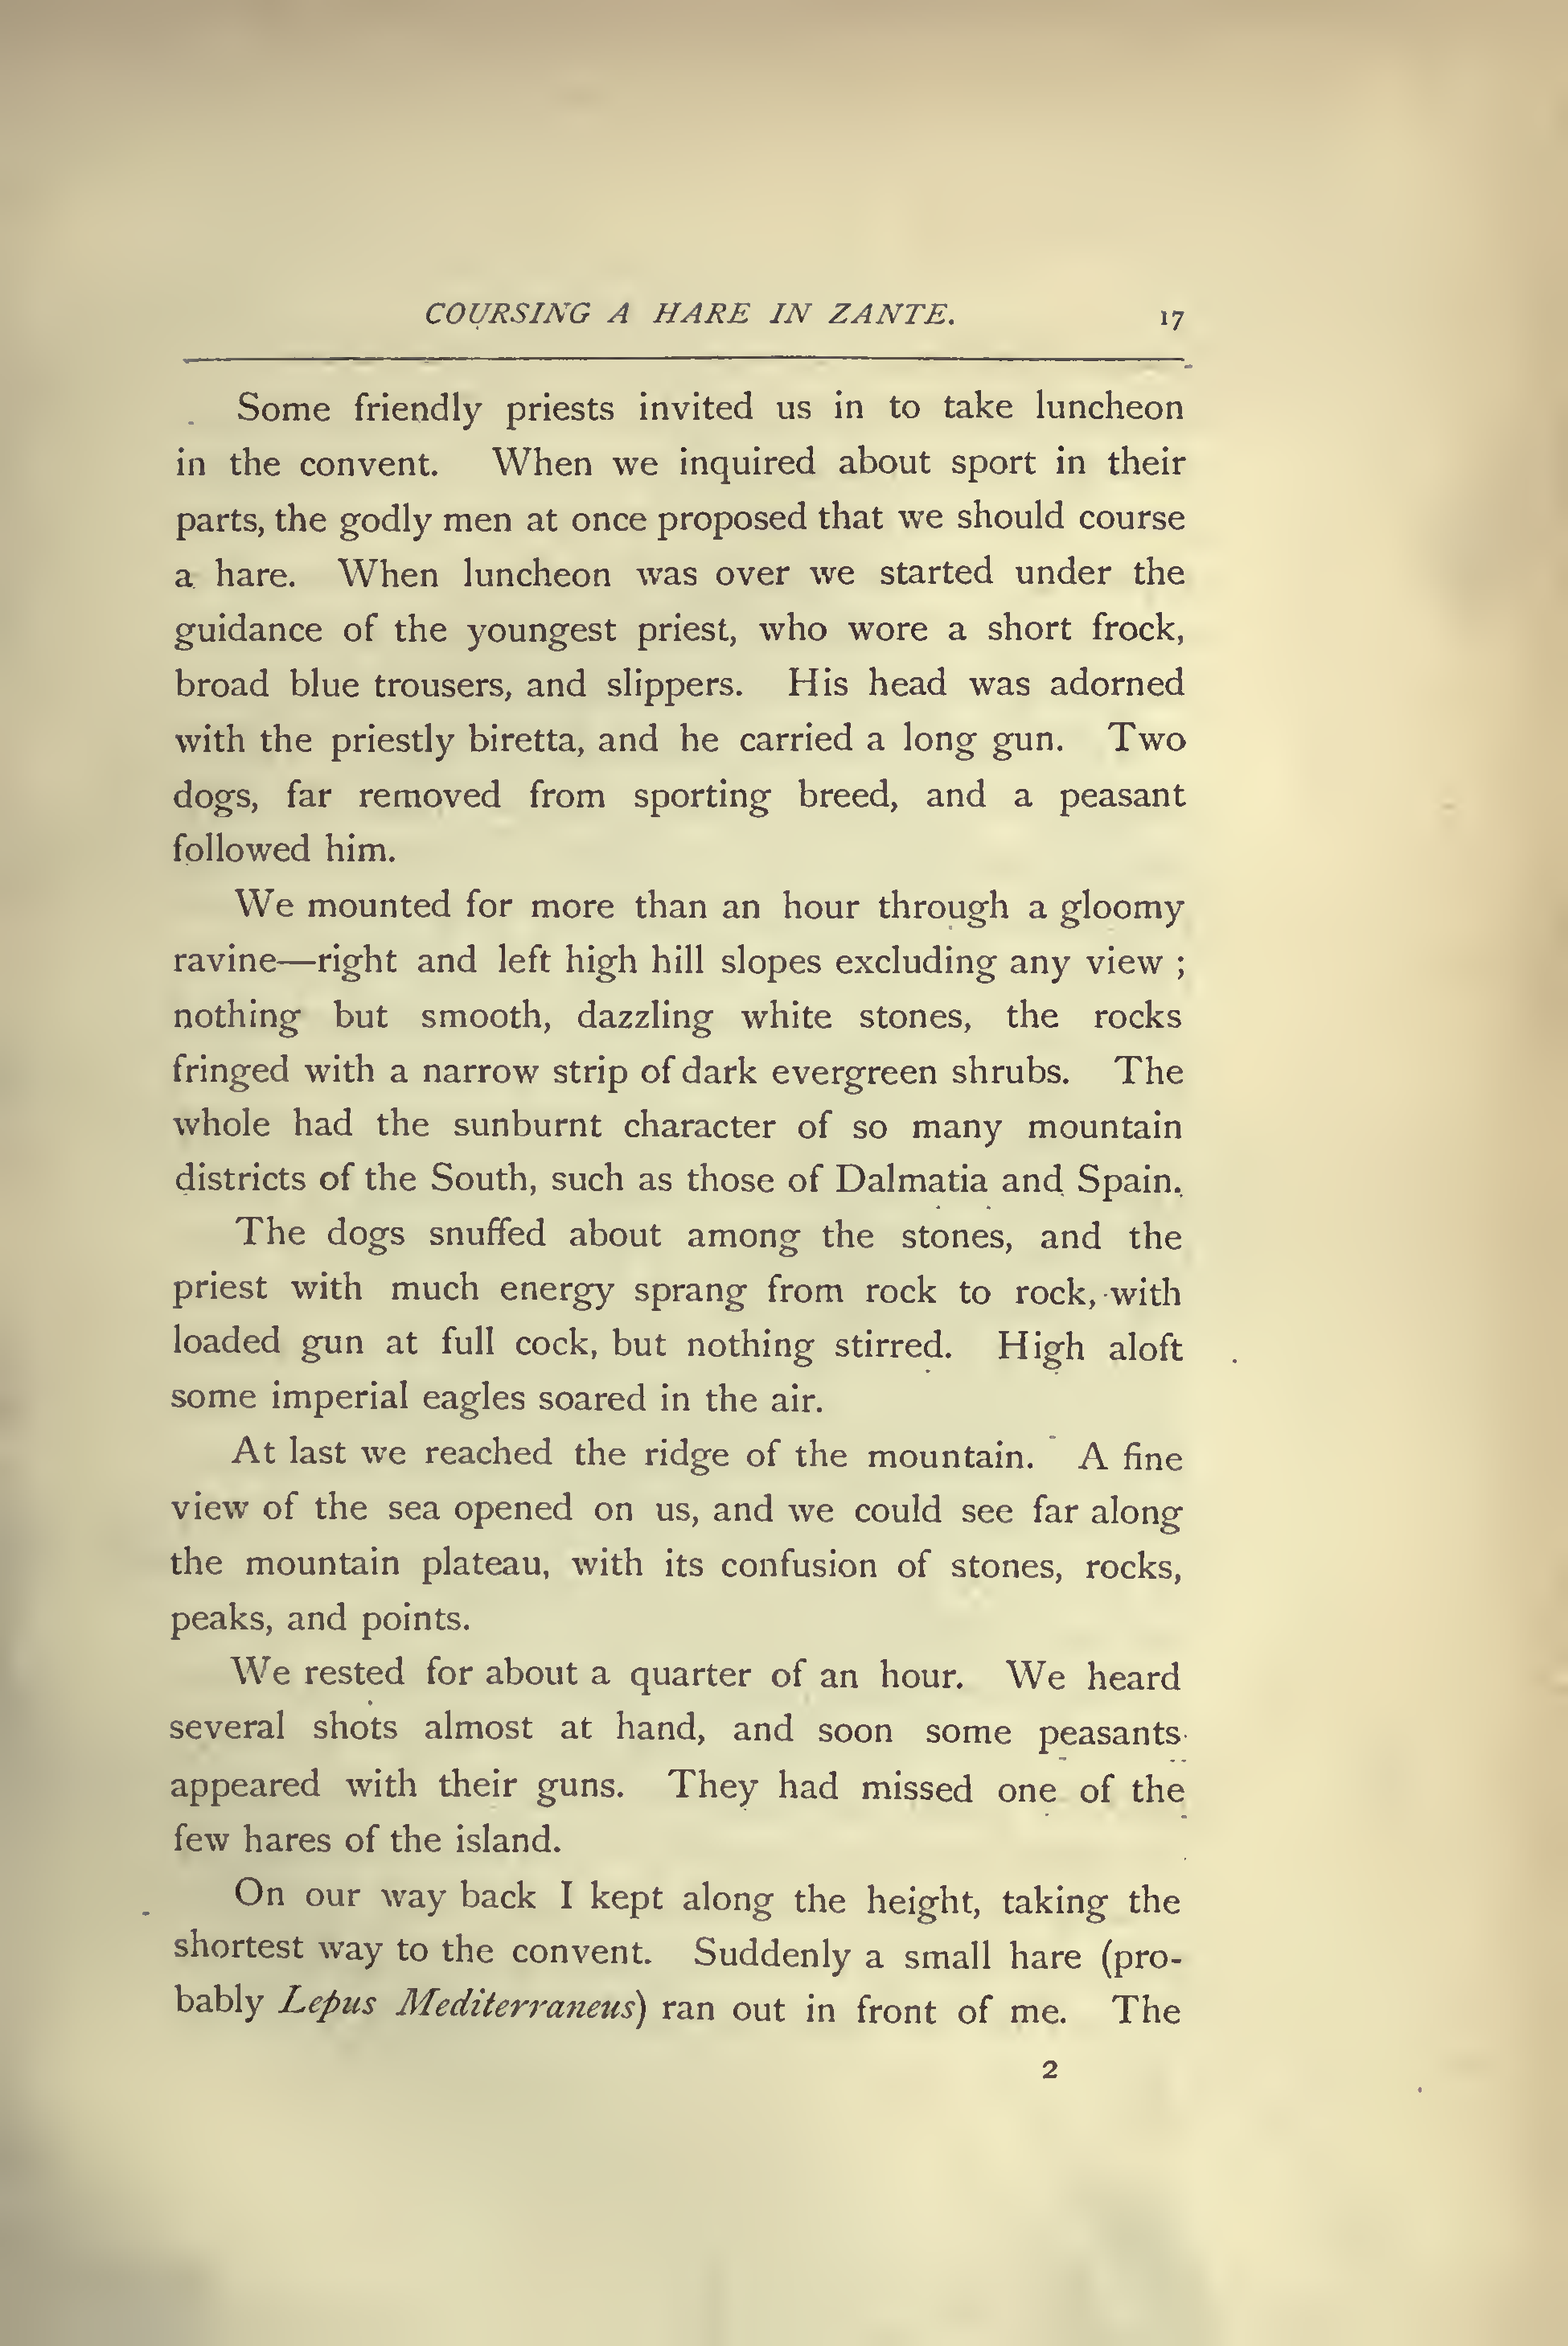 COURSING A HARE IN ZANTE. 17
Some friendly priests invited us in to take luncheon
in the convent. When we inquired about sport in their
parts, the godly men at once proposed that we should course
a hare. When luncheon was over we started under the
guidance of the youngest priest, who wore a short frock,
broad blue trousers, and slippers. His head was adorned
with the priestly biretta, and he carried a long gun. Two
dogs, far removed from sporting breed, and a peasant
followed him.
We mounted for more than an hour through a gloomy
ravine—right and left high hill slopes excluding any view ;
nothing but smooth, dazzling white stones, the rocks
fringed with a narrow strip of dark evergreen shrubs. The
whole had the sunburnt character of so many mountain
districts of the South, such as those of Dalmatia and Spain.
The dogs snuffed about among the stones, and the
priest with much energy sprang from rock to rock, with
loaded gun at full cock, but nothing stirred. High aloft
some imperial eagles soared in the air.
At last we reached the ridge of the mountain. A fine
view of the sea opened on us, and we could see far along
the mountain plateau, with its confusion of stones, rocks,
peaks, and points.
We rested for about a quarter of an hour. We heard
several shots almost at hand, and soon some peasants
appeared with their guns. They had missed one of the
few hares of the island.
On our way back I kept along the height, taking the
shortest way to the convent. Suddenly a small hare (pro-
bably Lepus Mediterraneus) ran out in front of me. The
2